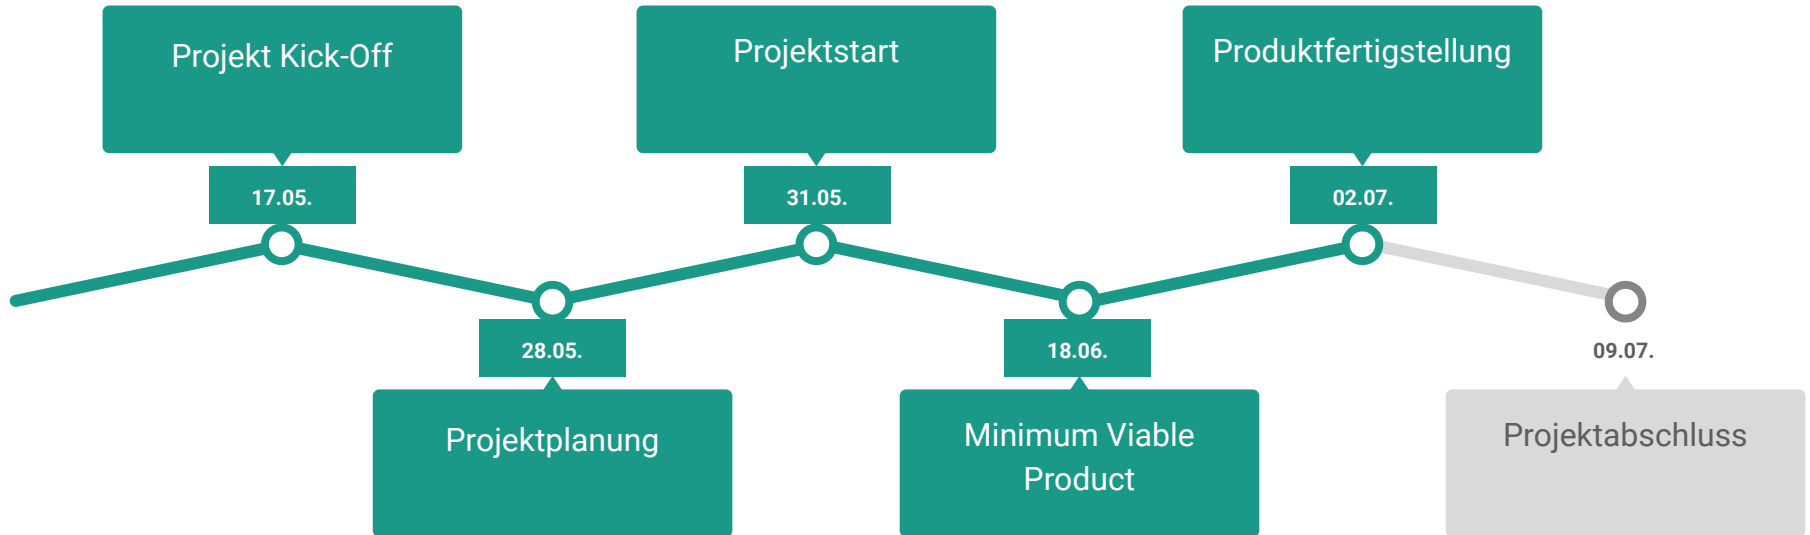 Projekt Kick-Off
17.05.
28.05.
Projektplanung
Projektstart
31.05.
18.06.
Minimum Viable
Product
Produktfertigstellung
02.07.
09.07.
Projektabschluss